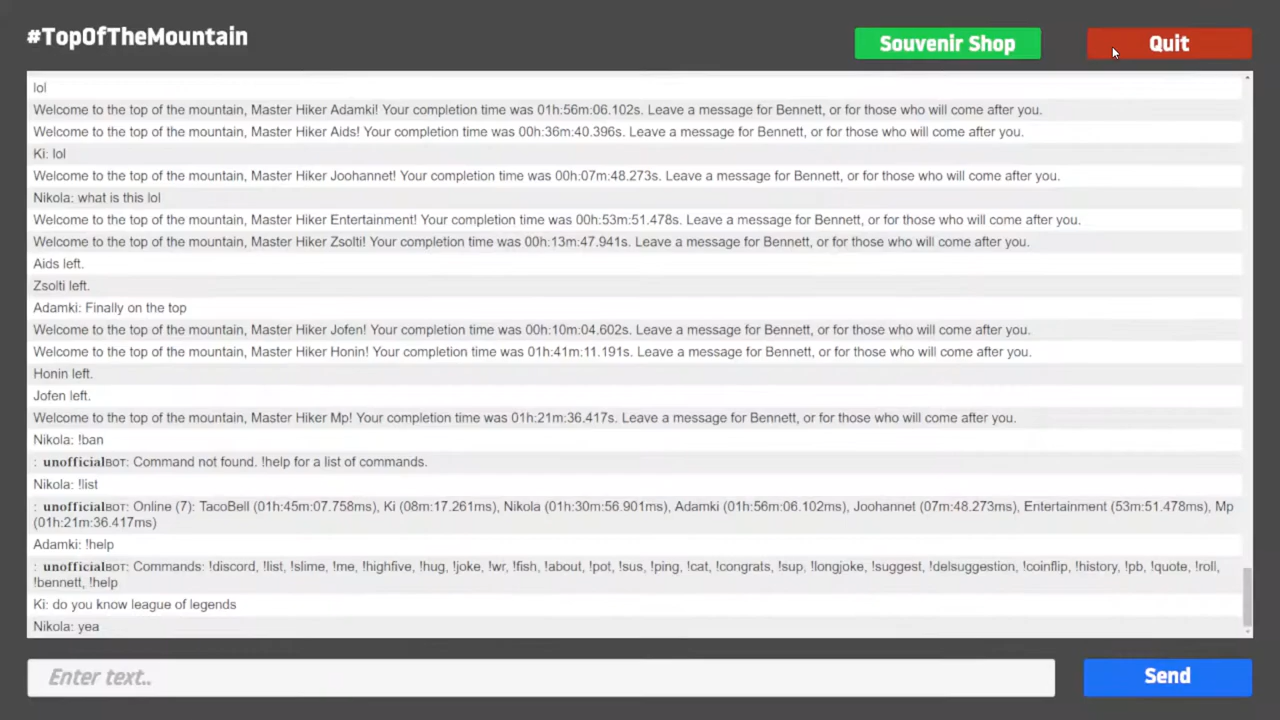 #TopOfTheMountain
Souvenir Shop
Quit
lol
Welcome to the top of the mountain, Master Hiker Adamki! Your completion time was 01h:56m:06.102s. Leave a message for Bennett, or for those who will come after you.
Welcome to the top of the mountain, Master Hiker Aids! Your completion time was 00h:36m:40.396s. Leave a message for Bennett, or for those who will come after you.
Ki: lol
Welcome to the top of the mountain, Master Hiker Joohannet! Your completion time was 00h:07m:48.273s. Leave a message for Bennett, or for those who will come after you.
Nikola: what is this lol
Welcome to the top of the mountain, Master Hiker Entertainment! Your completion time was 00h:53m:51.478s. Leave a message for Bennett, or for those who will come after you.
Welcome to the top of the mountain, Master Hiker Zsolti! Your completion time was 00h:13m:47.941s. Leave a message for Bennett, or for those who will come after you.
Aids left.
Zsolti left.
Adamki: Finally on the top
Welcome to the top of the mountain, Master Hiker Jofen! Your completion time was 00h:10m:04.602s. Leave a message for Bennett, or for those who will come after you.
Welcome to the top of the mountain, Master Hiker Honin! Your completion time was 01h:41m:11.191s. Leave a message for Bennett, or for those who will come after you.
Honin left.
Jofen left.
Welcome to the top of the mountain, Master Hiker Mp! Your completion time was 01h:21m:36.417s. Leave a message for Bennett, or for those who will come after you.
Nikola: !ban
: unofficialBOT: Command not found. !help for a list of commands.
Nikola: !list
: unofficialBOT: Online (7): TacoBell (01h:45m:07.758ms), Ki (08m:17.261ms), Nikola (01h:30m:56.901ms), Adamki (01h:56m:06.102ms), Joohannet (07m:48.273ms), Entertainment (53m:51.478ms), Mp
(01h:21m:36.417ms)
Adamki: !help
: unofficialBOT: Commands: !discord, !list, !slime, !me, !highfive, !hug, !joke, !wr, !fish, !about, !pot, !sus, !ping, !cat, !congrats, !sup, !longjoke, !suggest, !delsuggestion, !coinflip, !history, !pb, !quote, !roll,
!bennett, !help
Ki: do you know league of legends
Nikola: yea
Enter text..
Send